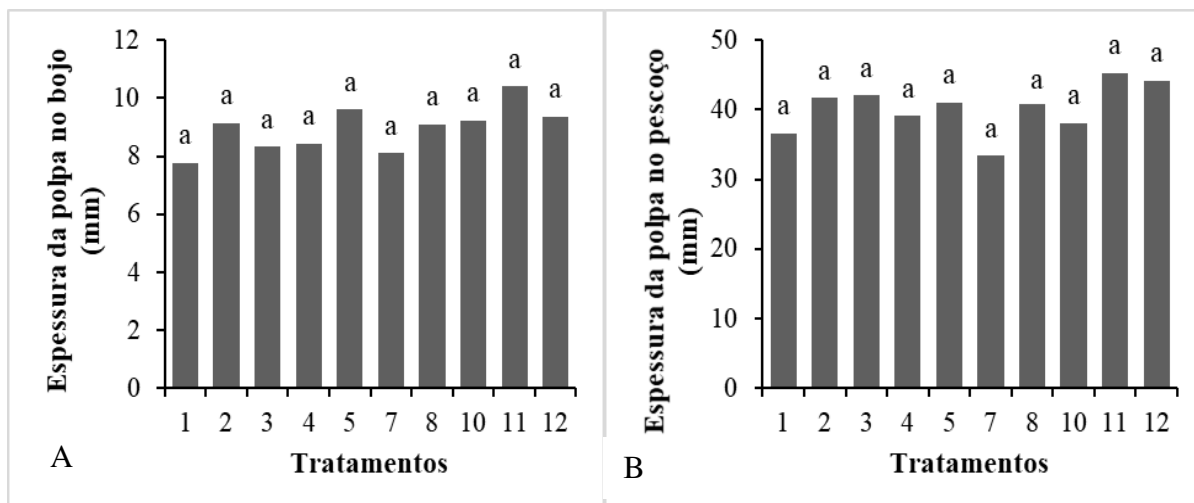 Espessura da polpa no bojo
(mm)
12
10
8
6
4
2
0
a a a a a a a a a a
1 2 3 4 5 7 8 10 11 12
Tratamentos
A
Espessura da polpa no pescoço
(mm)
50
40
30
20
10
0
a a a a a a a a a a
1 2 3 4 5 7 8 10 11 12
Tratamentos
B